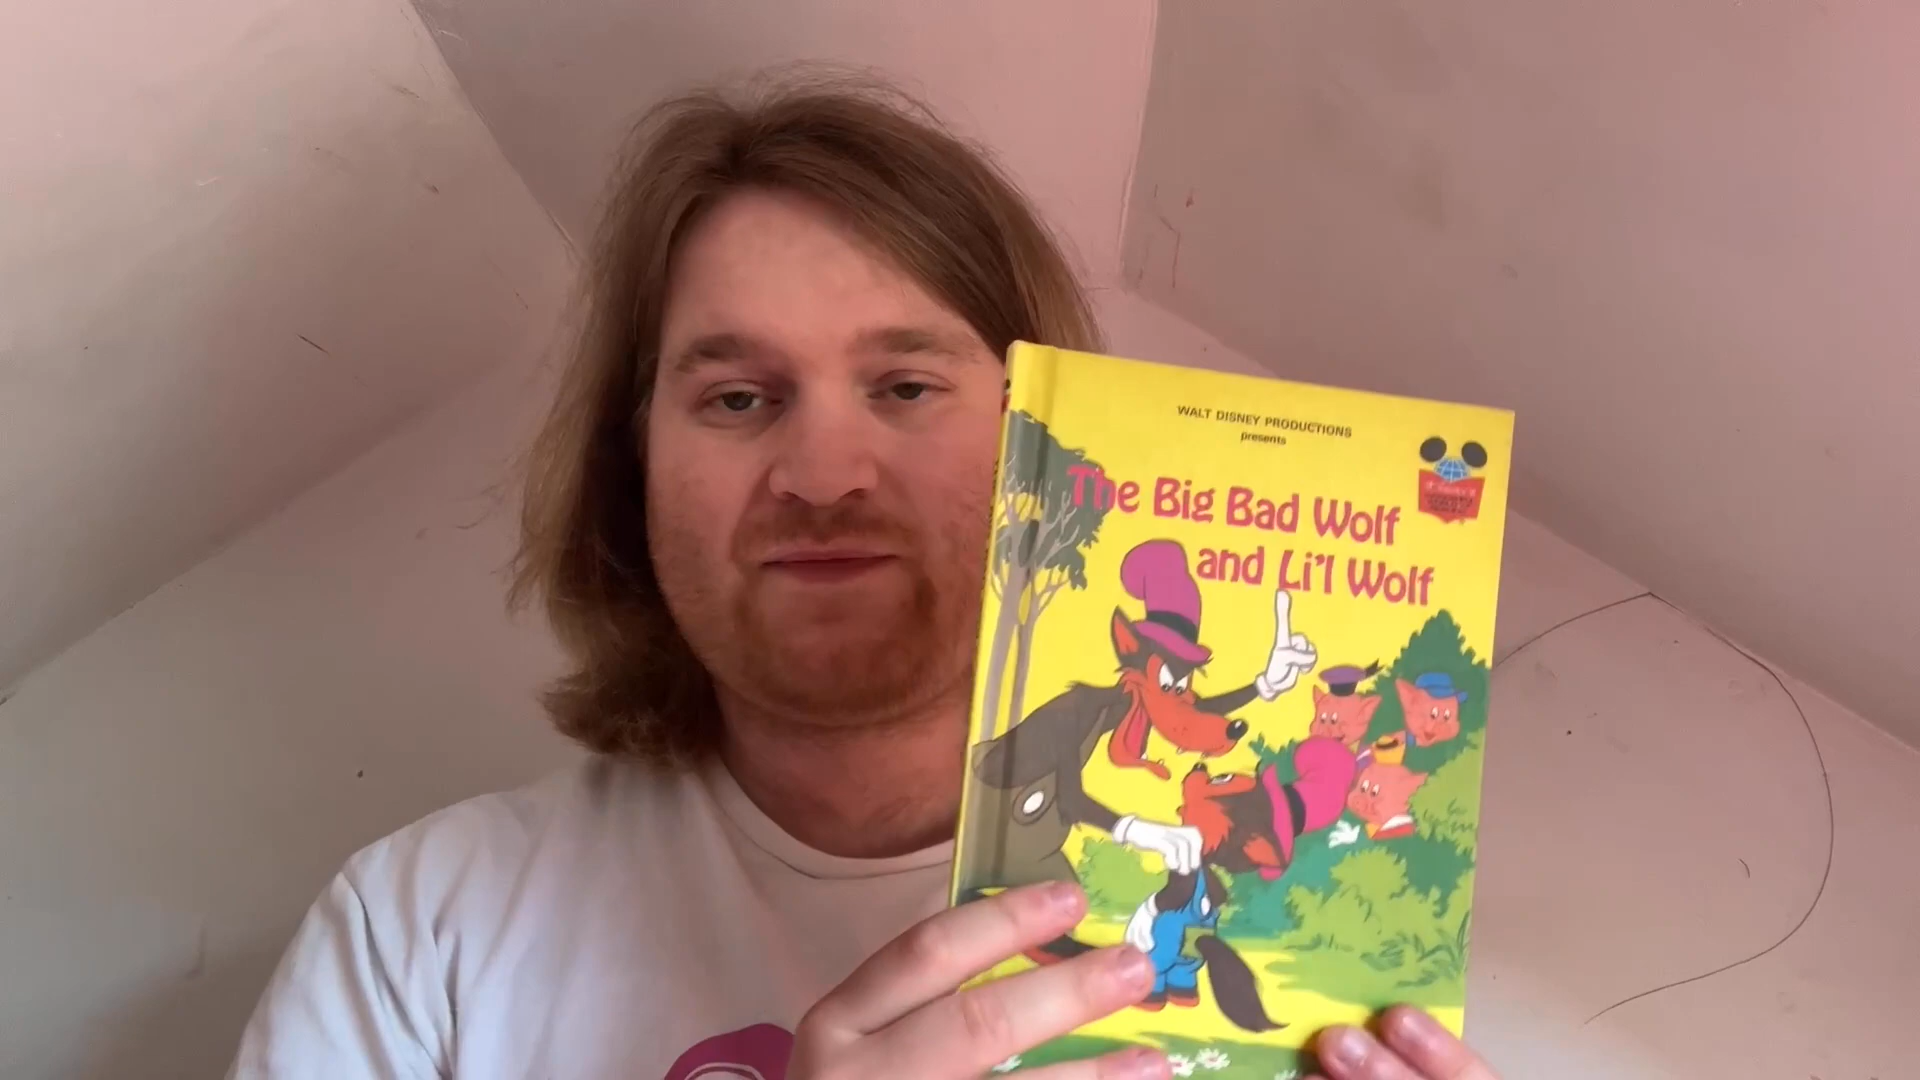 WALT DISNEY PRODUCTIONS
presents
The Big Bad Wolf
and Li'l Wolf